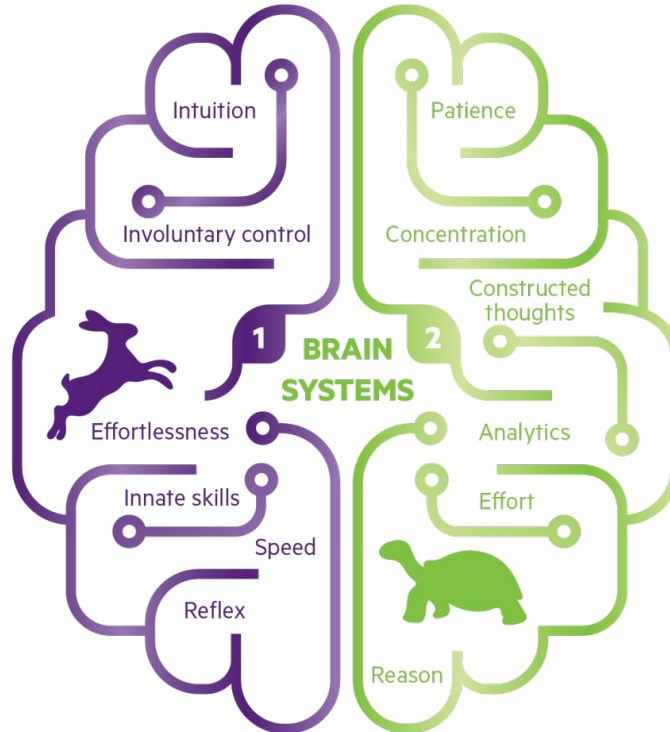 Intuition
Patience
Involuntary control
Concentration
Constructed
thoughts
1
BRAIN
SYSTEMS
2
Effortlessness
Analytics
Innate skills
Effort
Speed
Reflex
Reason